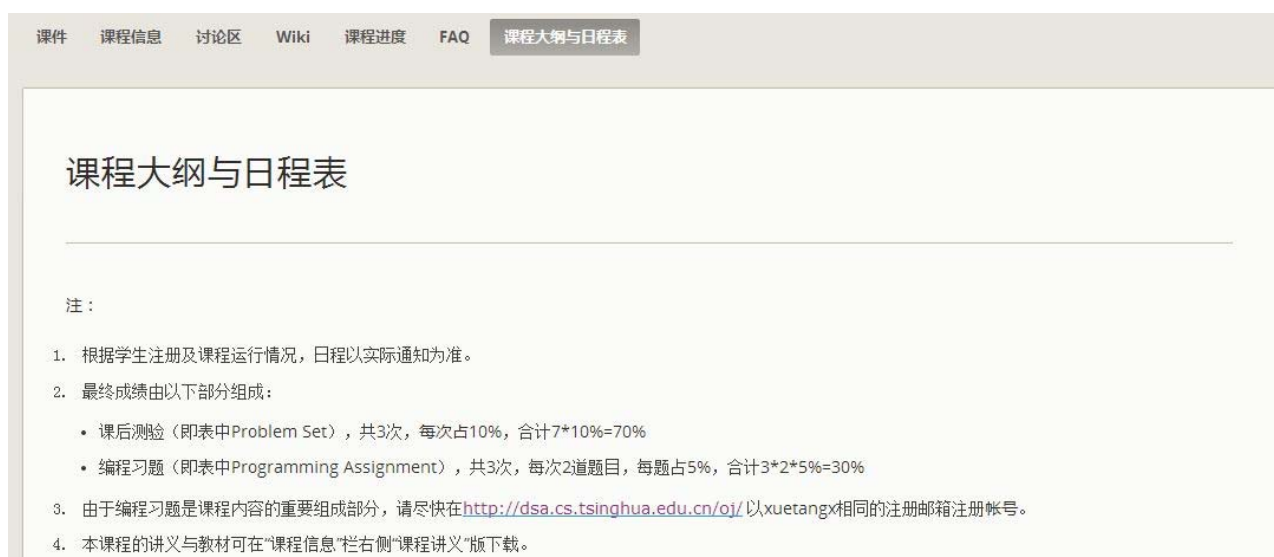 课件 课程信息 讨论区 Wiki 课程进度 FAQ 课程大纲与日程表
课程大纲与日程表
注：
1. 根据学生注册及课程运行情况，日程以实际通知为准。
2. 最终成绩由以下部分组成：
• 课后测验（即表中Problem Set），共3次，每次占10%，合计7*10%=70%
• 编程习题（即表中Programming Assignment），共3次，每次2道题目，每题占5%，合计3*2*5%=30%
3. 由于编程习题是课程内容的重要组成部分，请尽快在http://dsa.cs.tsinghua.edu.cn/oj/ 以xuetangx相同的注册邮箱注册帐号。
4. 本课程的讲义与教材可在“课程信息”栏右侧“课程讲义”版下载。